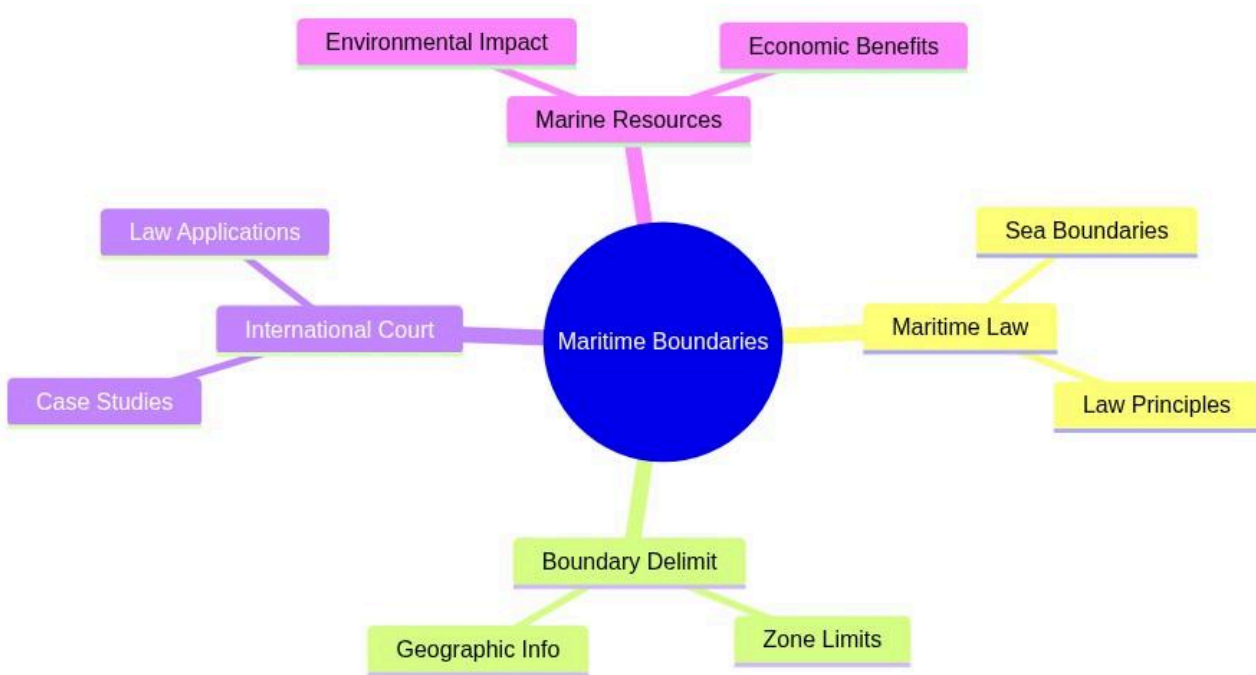 Environmental Impact
Economic Benefits
Marine Resources
Law Applications
Sea Boundaries
International Court
Maritime Boundaries
Maritime Law
Case Studies
Law Principles
Boundary Delimit
Geographic Info
Zone Limits